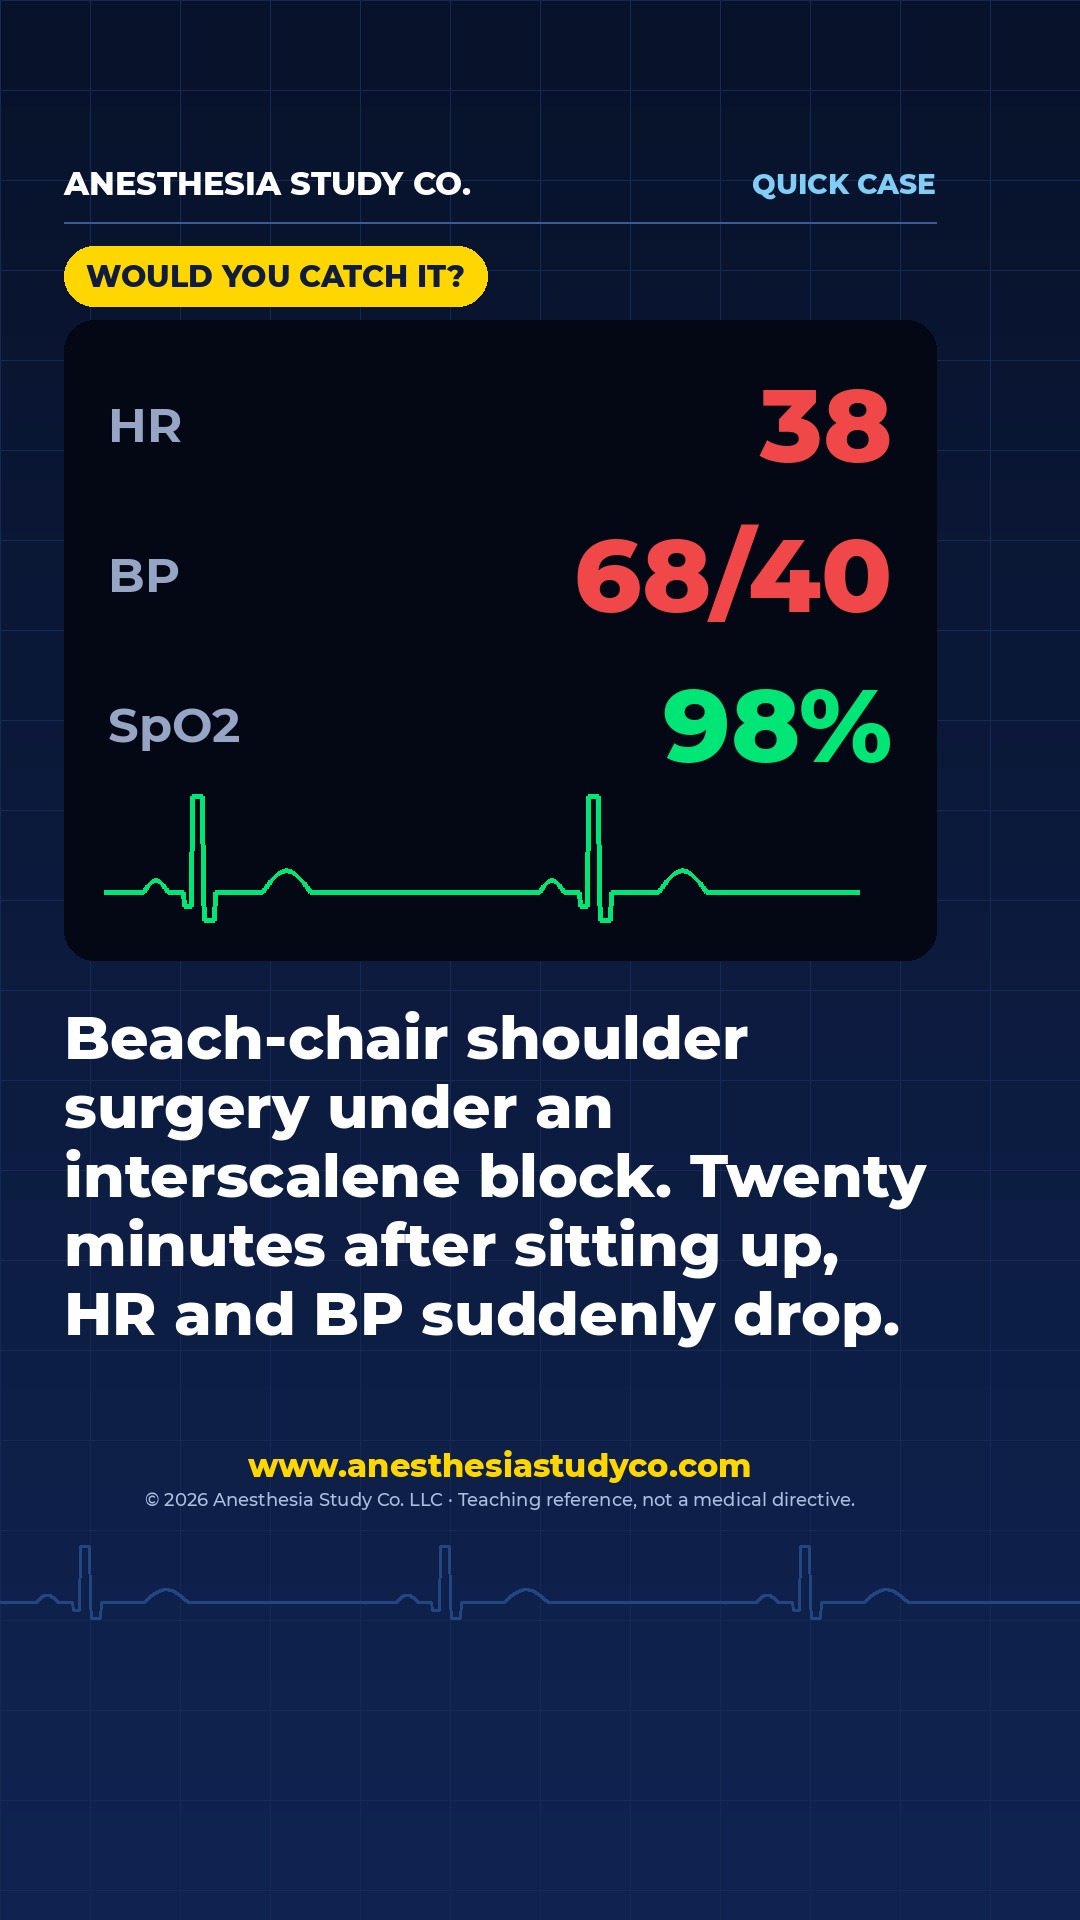 ANESTHESIA STUDY CO.
QUICK CASE
WOULD YOU CATCH IT?
HR 38
BP 68/40
SpO2 98%
Beach-chair shoulder
surgery under an
interscalene block. Twenty
minutes after sitting up,
HR and BP suddenly drop.
www.anesthesiastudyco.com
© 2026 Anesthesia Study Co. LLC · Teaching reference, not a medical directive.